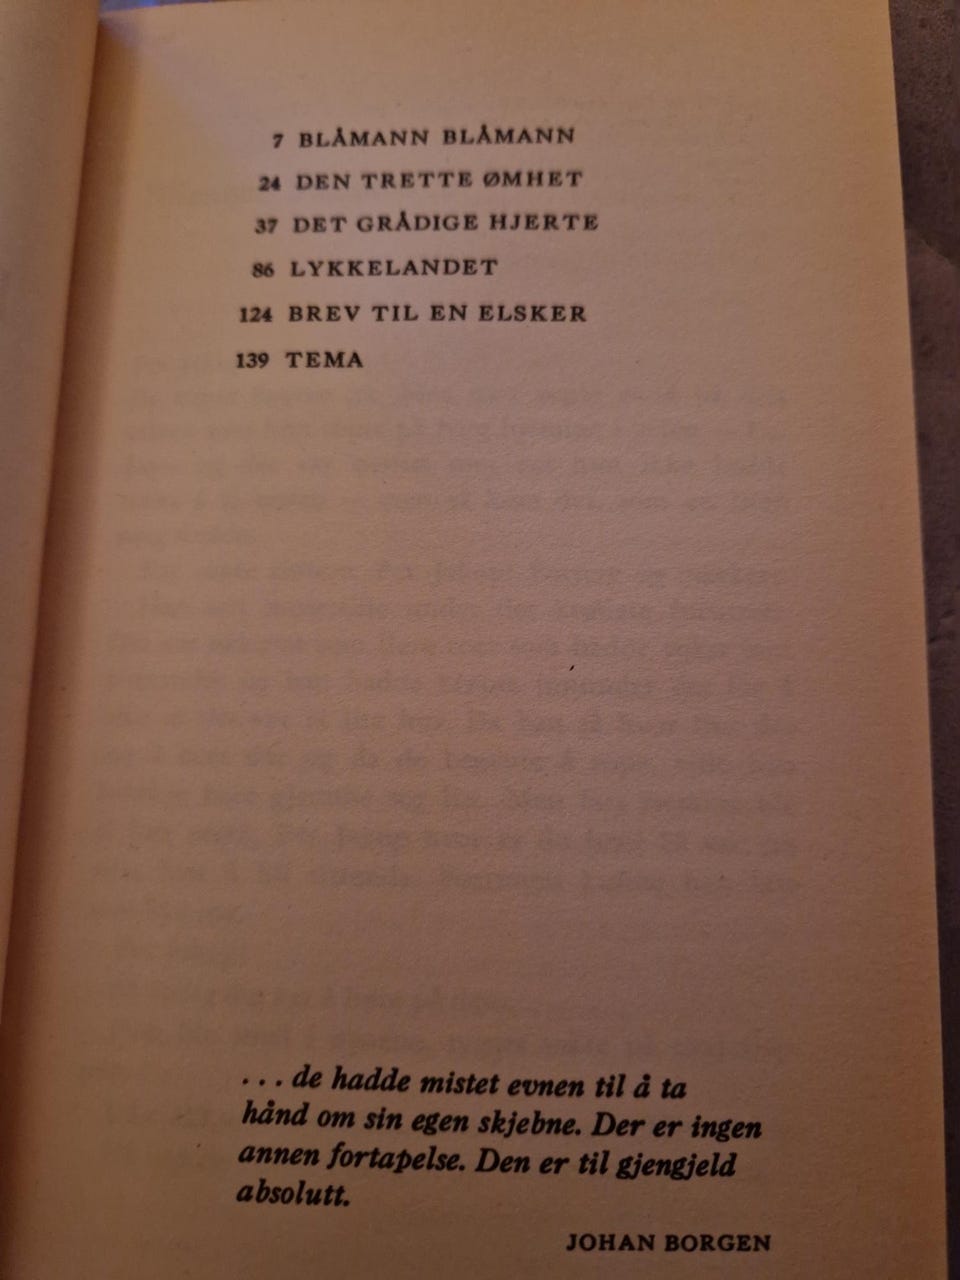 7 BLÅMANN BLÅMANN
24 DEN TRETTE ØMHET
37 DET GRÅDIGE HJERTE
86 LYKKELANDET
124 BREV TIL EN ELSKER
139 TEMA
... de hadde mistet evnen til å ta
hånd om sin egen skjebne. Der er ingen
annen fortapelse. Den er til gjengjeld
absolutt.
JOHAN BORGEN